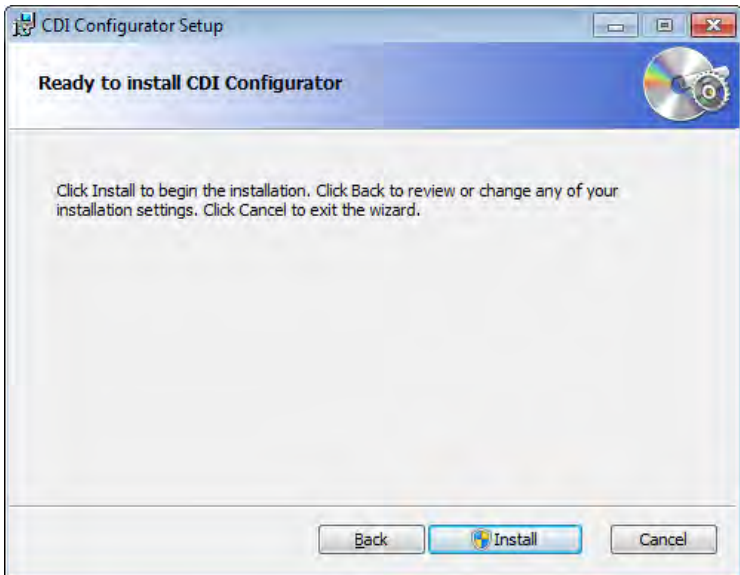 CDI Configurator Setup
Ready to install CDI Configurator
Click Install to begin the installation. Click Back to review or change any of your
installation settings. Click Cancel to exit the wizard.
Back
Install
Cancel